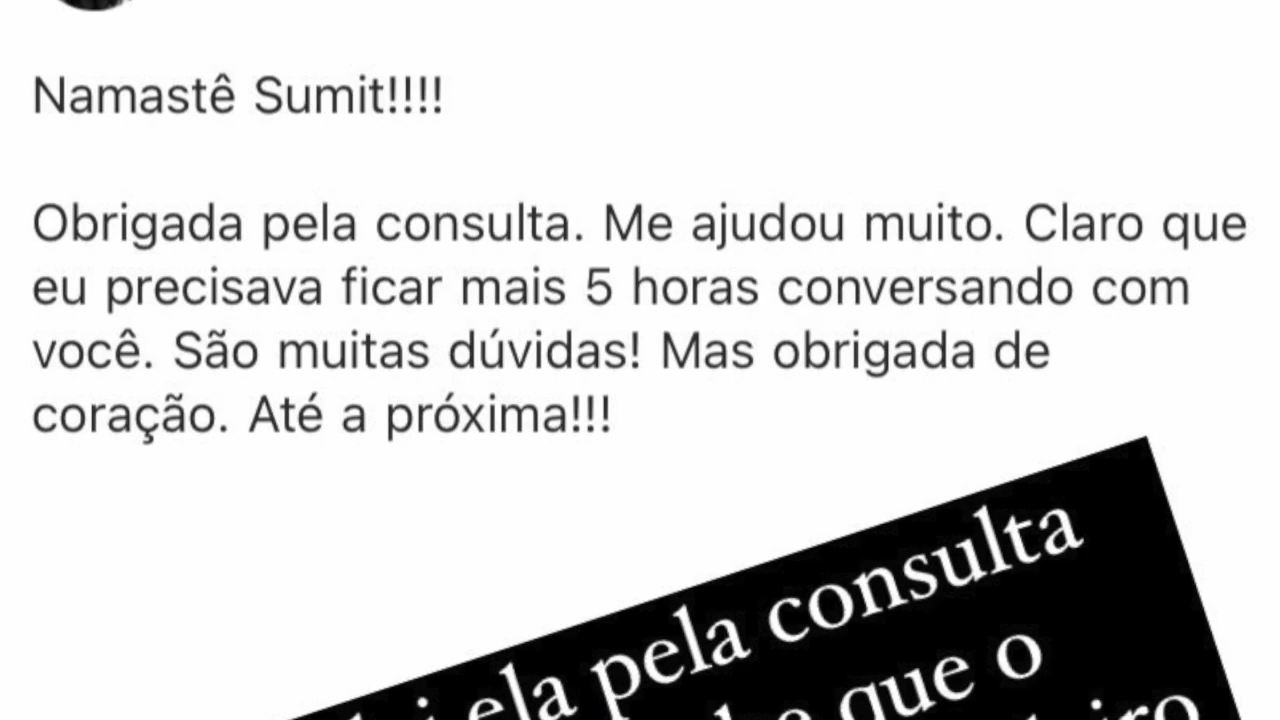 Namastê Sumit!!!!
Obrigada pela consulta. Me ajudou muito. Claro que
eu precisava ficar mais 5 horas conversando com
você. São muitas dúvidas! Mas obrigada de
coração. Até a próxima!!!
ela pela consulta
que o